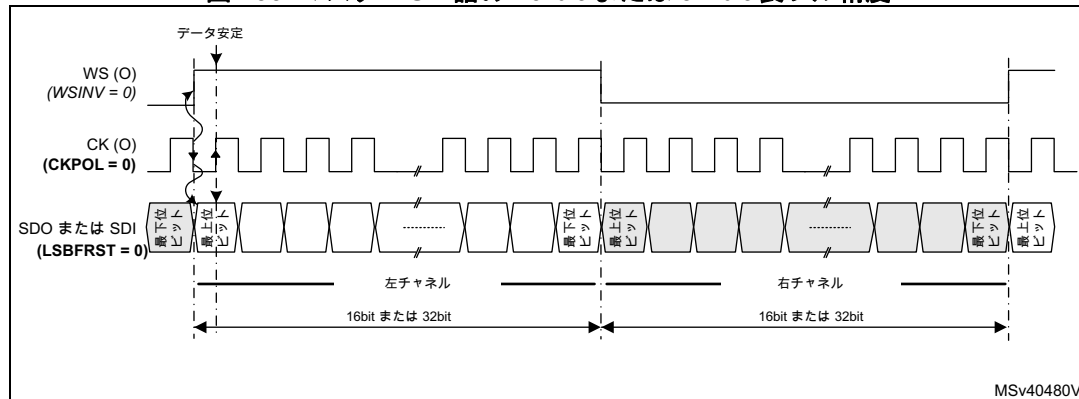 データ安定
WS (O)
(WSINV = 0)
CK (O)
(CKPOL = 0)
SDO または SDI
(LSBFRST = 0)
最下位ビット
最上位ビット
最下位ビット
最上位ビット
最下位ビット
最上位ビット
左チャネル
右チャネル
16bit または 32bit
16bit または 32bit
MSv40480V